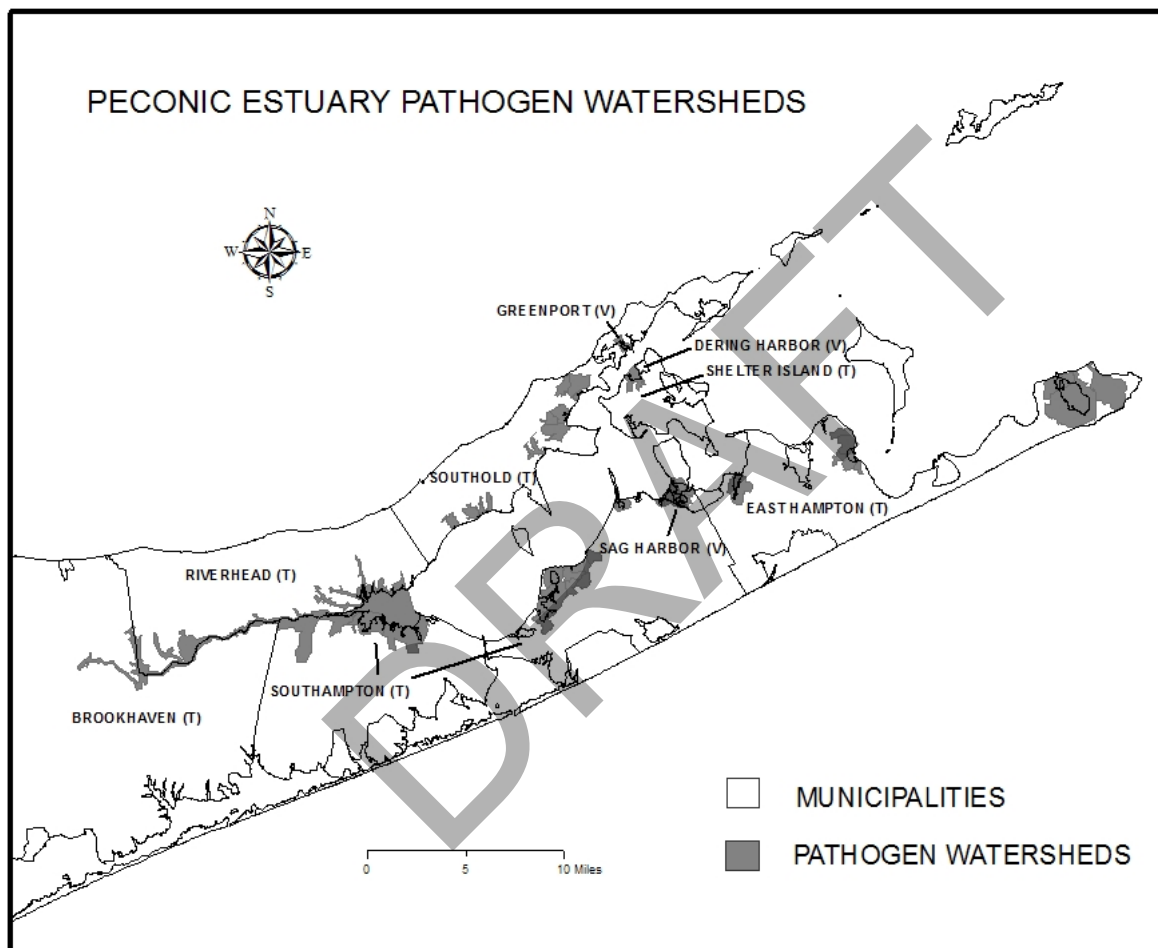 PECONIC ESTUARY PATHOGEN WATERSHEDS
N
W E
S
GREENPORT (V)
DERING HARBOR (V)
SHELTER ISLAND (T)
SOUTHOLD (T)
EAST HAMPTON (T)
SAG HARBOR (V)
RIVERHEAD (T)
SOUTHAMPTON (T)
BROOKHAVEN (T)
DRAFT
MUNICIPALITIES
PATHOGEN WATERSHEDS
0 5 10 Miles